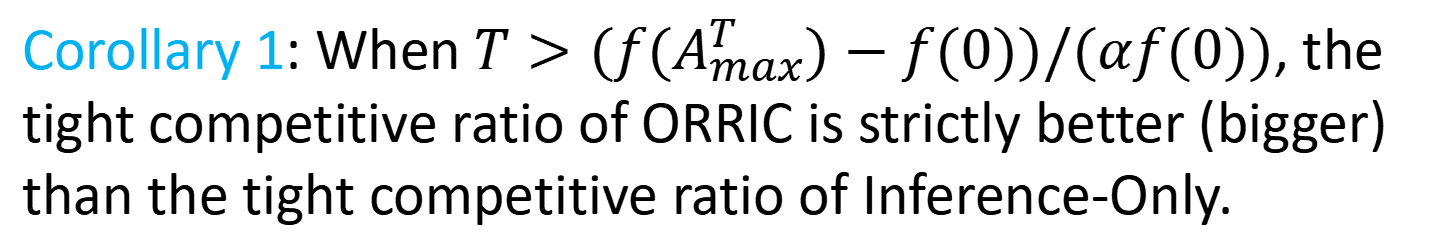 Corollary 1: When 𝑇 > (𝑓(𝐴ᵀₘₐₓ) − 𝑓(0))/(𝛼𝑓(0)), the
tight competitive ratio of ORRIC is strictly better (bigger)
than the tight competitive ratio of Inference-Only.